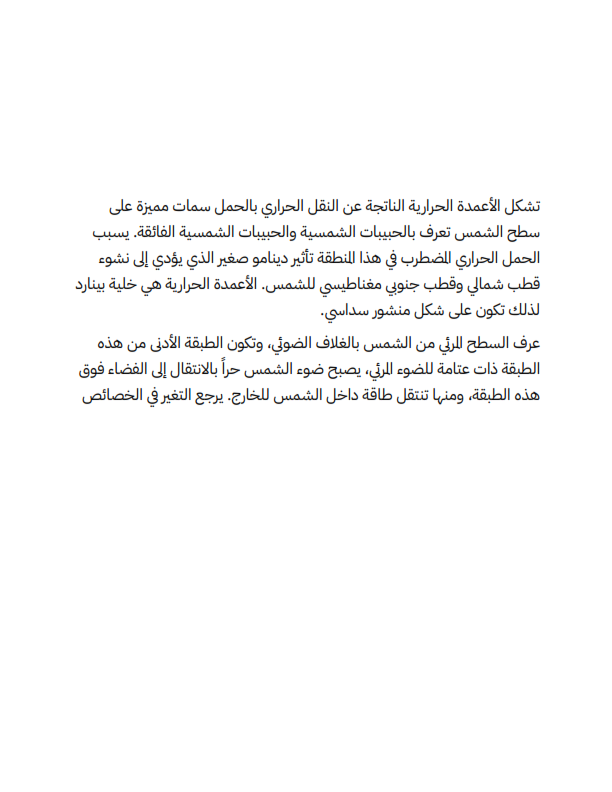 تشكل الأعمدة الحرارية الناتجة عن النقل الحراري بالحمل سمات مميزة على
سطح الشمس تعرف بالحبيبات الشمسية والحبيبات الشمسية الفائقة. يسبب
الحمل الحراري المضطرب في هذا المنطقة تأثير دينامو صغير الذي يؤدي إلى نشوء
قطب شمالي وقطب جنوبي مغناطيسي للشمس. الأعمدة الحرارية هي خلية بينارد
لذلك تكون على شكل منشور سداسي.
عرف السطح المرئي من الشمس بالغلاف الضوئي، وتكون الطبقة الأدنى من هذه
الطبقة ذات عتامة للضوء المرئي، يصبح ضوء الشمس حراً بالانتقال إلى الفضاء فوق
هذه الطبقة، ومنها تنتقل طاقة داخل الشمس للخارج. يرجع التغير في الخصائص